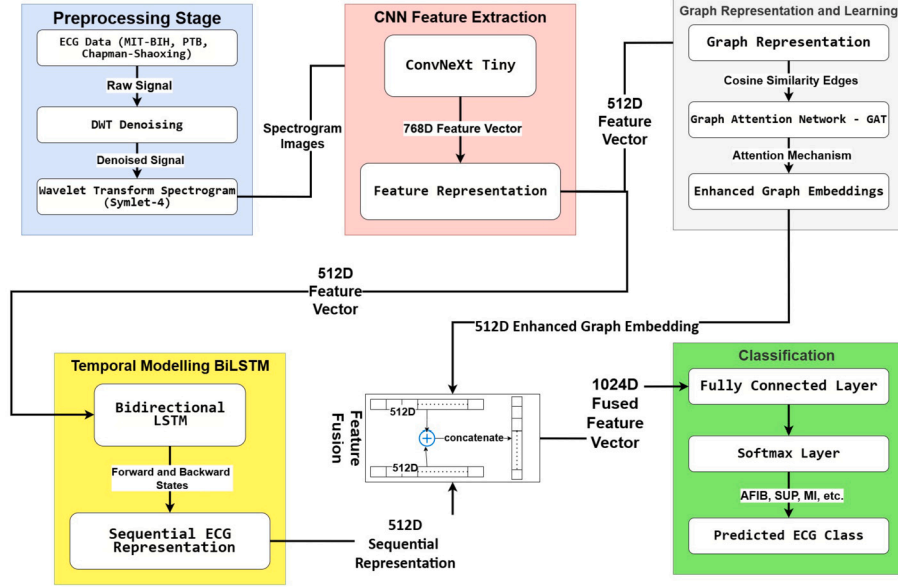 Preprocessing Stage
ECG Data (MIT-BIH, PTB,
Chapman-Shaoxing)
Raw Signal
DWT Denoising
Denoised Signal
Wavelet Transform Spectrogram
(Symlet-4)
Spectrogram
Images
CNN Feature Extraction
ConvNeXt Tiny
768D Feature Vector
Feature Representation
512D
Feature
Vector
Graph Representation and Learning
Graph Representation
Cosine Similarity Edges
Graph Attention Network - GAT
Attention Mechanism
Enhanced Graph Embeddings
512D
Feature
Vector
512D Enhanced Graph Embedding
Temporal Modelling BiLSTM
Bidirectional
LSTM
Forward and Backward
States
Sequential ECG
Representation
512D
Sequential
Representation
Feature
Fusion
512D
concatenate
512D
1024D
Fused
Feature
Vector
Classification
Fully Connected Layer
Softmax Layer
AFIB, SUP, MI, etc.
Predicted ECG Class